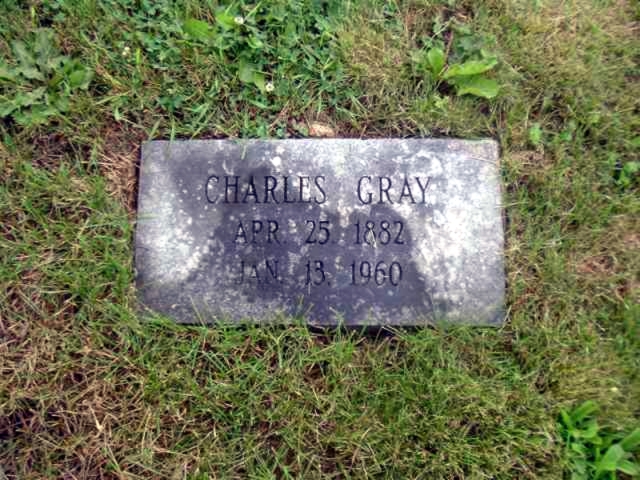 CHARLES GRAY
APR. 25 1882
JAN. 13, 1960